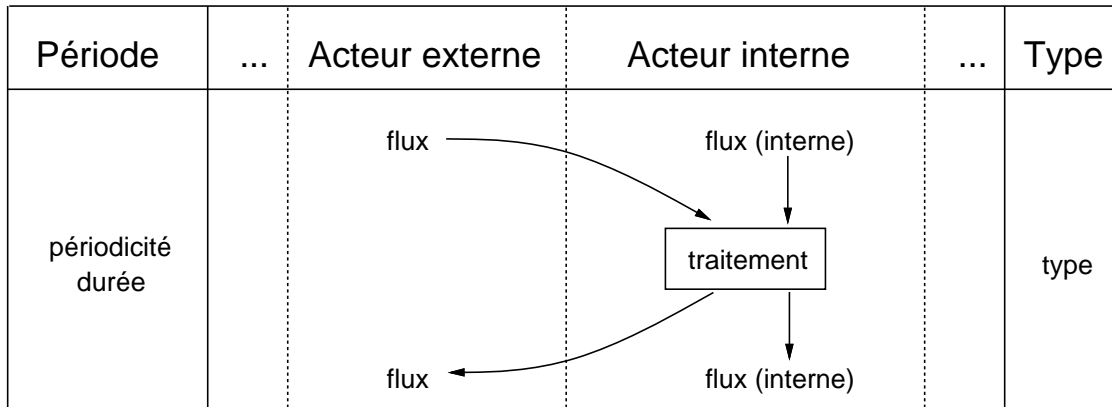 Période ... Acteur externe Acteur interne ... Type
flux flux (interne)
périodicité
durée
traitement
type
flux flux (interne)